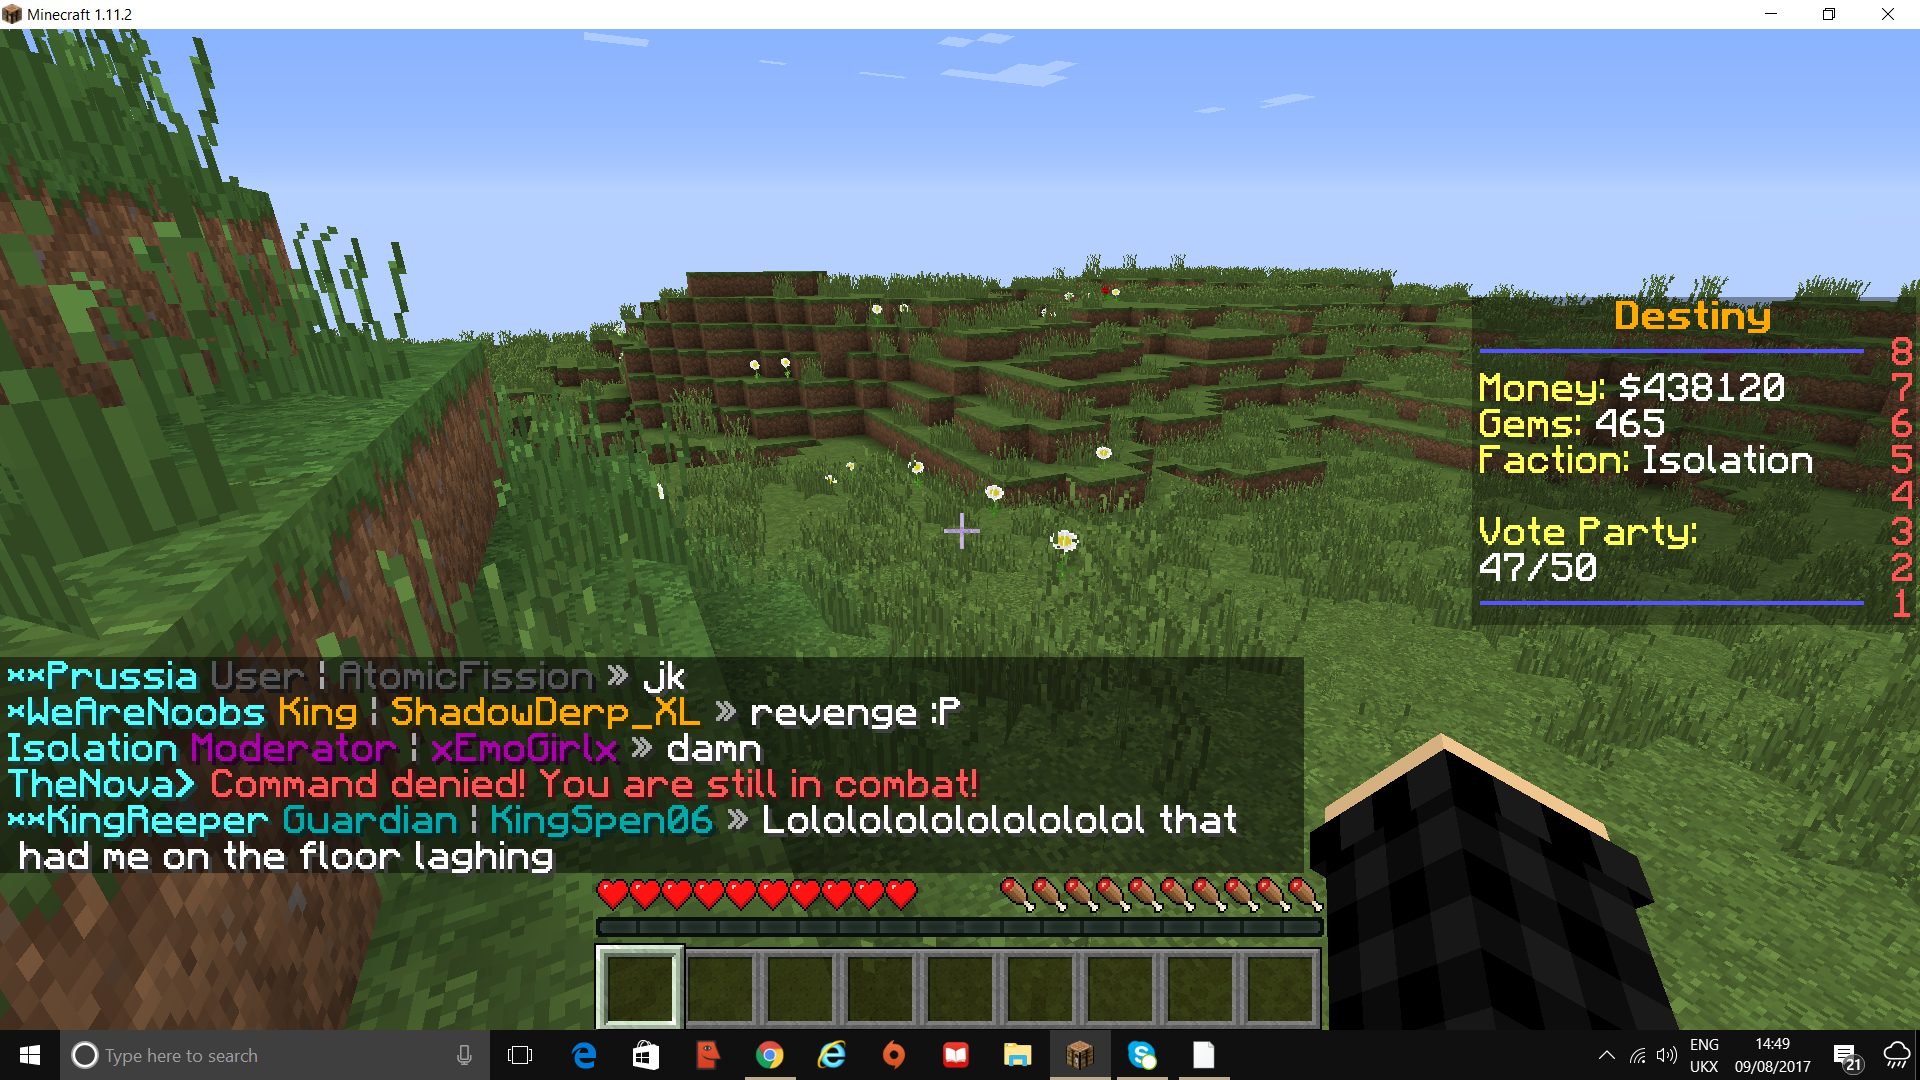 Minecraft 1.11.2
Destiny
8
Money: $438120 7
Gems: 465 6
Faction: Isolation 5
4
Vote Party: 3
47/50 2
1
**Prussia User ¦ AtomicFission » jk
*WeAreNoobs King ¦ ShadowDerp_XL » revenge :P
Isolation Moderator ¦ xEmoGirlx » damn
TheNova> Command denied! You are still in combat!
**KingReeper Guardian ¦ KingSpen06 » Lolololololololololol that
had me on the floor laghing
Type here to search
ENG
UKX
14:49
09/08/2017
21